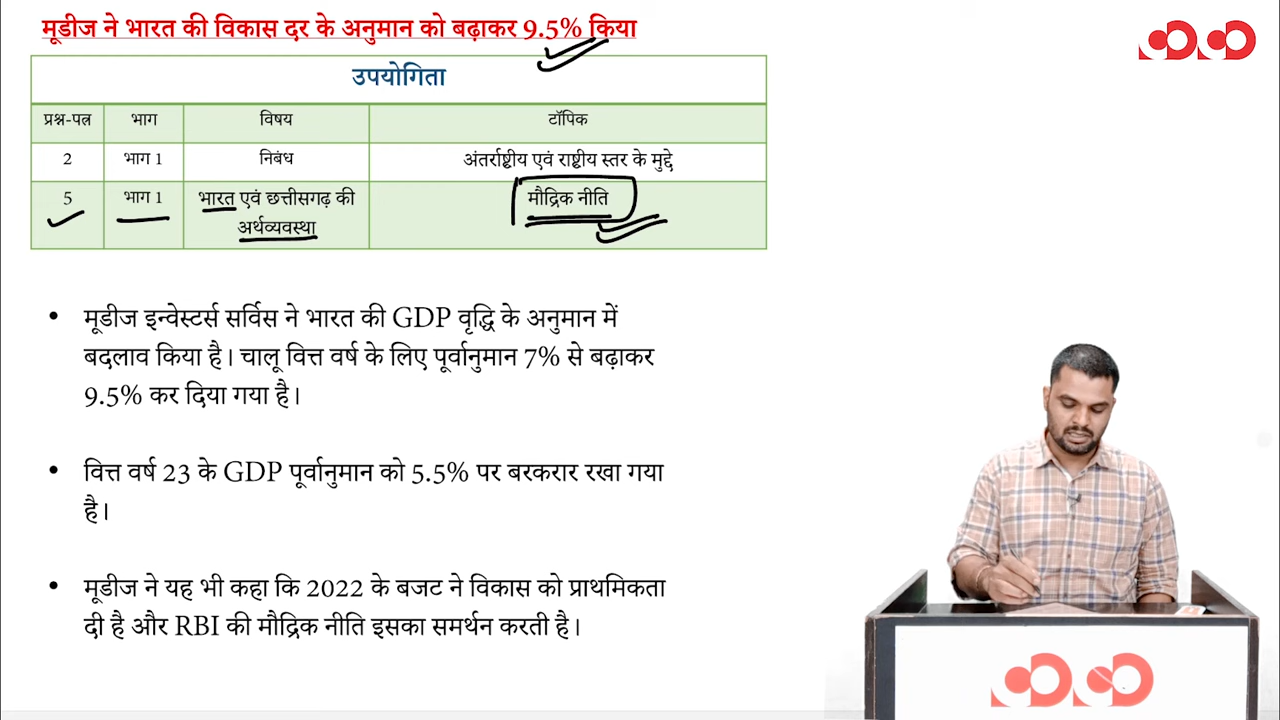 मूडीज ने भारत की विकास दर के अनुमान को बढ़ाकर 9.5% किया
उपयोगिता
प्रश्न-पत्र भाग विषय टॉपिक
2 भाग 1 निबंध अंतर्राष्ट्रीय एवं राष्ट्रीय स्तर के मुद्दे
5 भाग 1 भारत एवं छत्तीसगढ़ की मौद्रिक नीति
अर्थव्यवस्था
• मूडीज इन्वेस्टर्स सर्विस ने भारत की GDP वृद्धि के अनुमान में
बदलाव किया है। चालू वित्त वर्ष के लिए पूर्वानुमान 7% से बढ़ाकर
9.5% कर दिया गया है।
• वित्त वर्ष 23 के GDP पूर्वानुमान को 5.5% पर बरकरार रखा गया
है।
• मूडीज ने यह भी कहा कि 2022 के बजट ने विकास को प्राथमिकता
दी है और RBI की मौद्रिक नीति इसका समर्थन करती है।